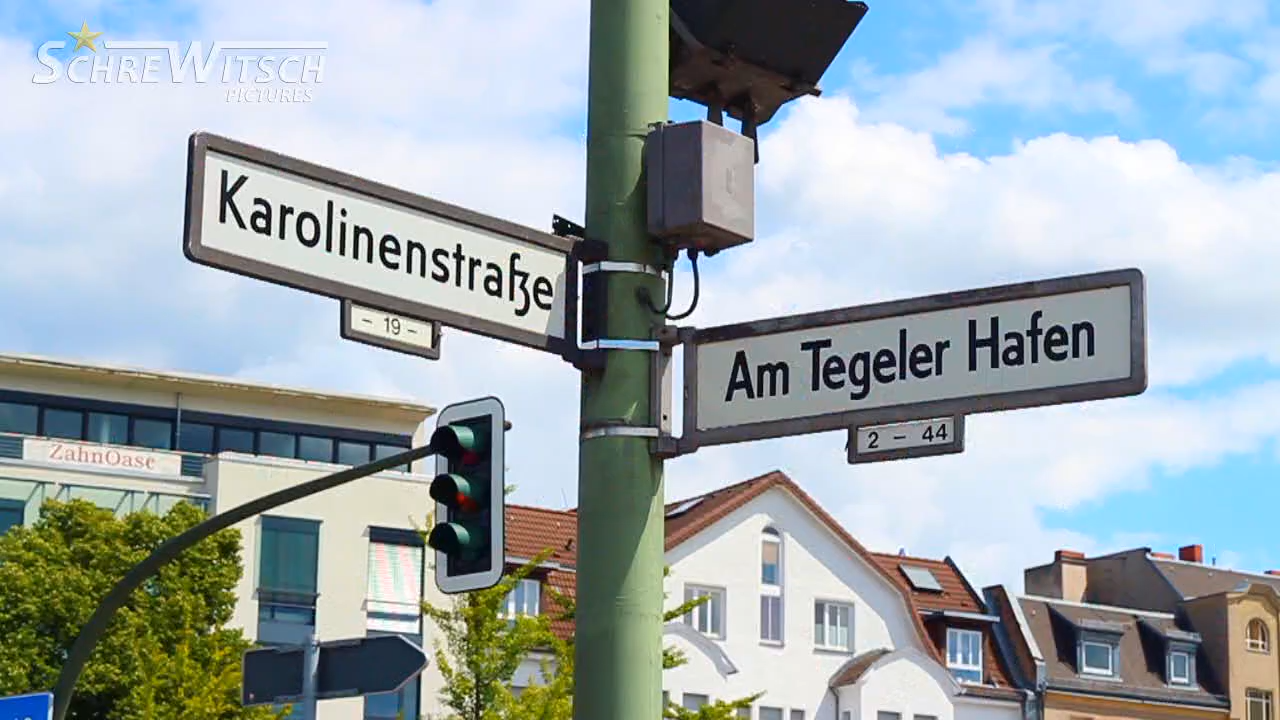 SCHREWITSCH
PICTURES
Karolinenstraße
- 19 -
Am Tegeler Hafen
2 - 44
ZahnOase